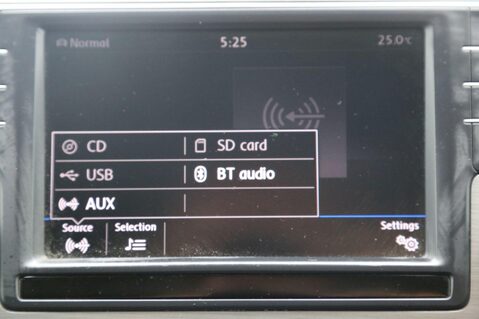 Normal 5:25 25.0°C
CD SD card
USB BT audio
AUX
Source Selection Settings